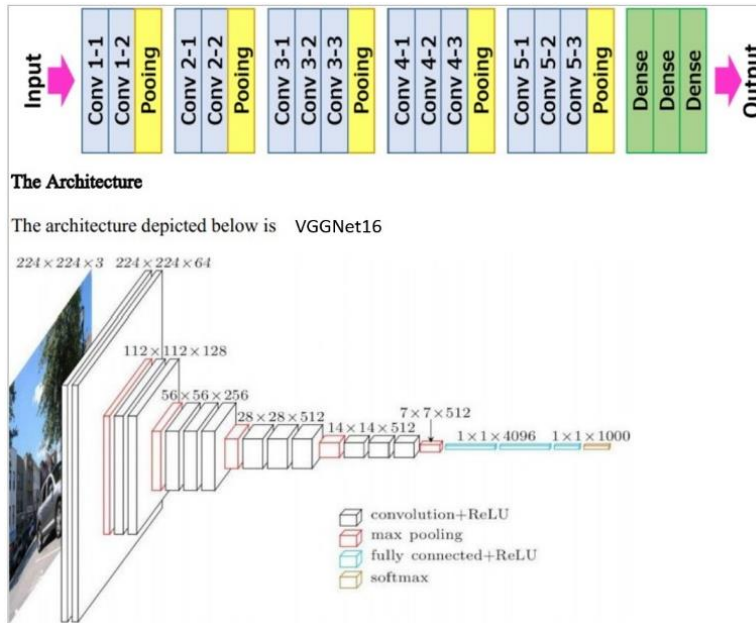 Input
Conv 1-1
Conv 1-2
Pooing
Conv 2-1
Conv 2-2
Pooing
Conv 3-1
Conv 3-2
Conv 3-3
Pooing
Conv 4-1
Conv 4-2
Conv 4-3
Pooing
Conv 5-1
Conv 5-2
Conv 5-3
Pooing
Dense
Dense
Dense
Output
The Architecture
The architecture depicted below is VGGNet16
224 × 224 × 3 224 × 224 × 64
112 × 112 × 128
56 × 56 × 256
28 × 28 × 512
14 × 14 × 512
7 × 7 × 512
1 × 1 × 4096 1 × 1 × 1000
convolution+ReLU
max pooling
fully connected+ReLU
softmax